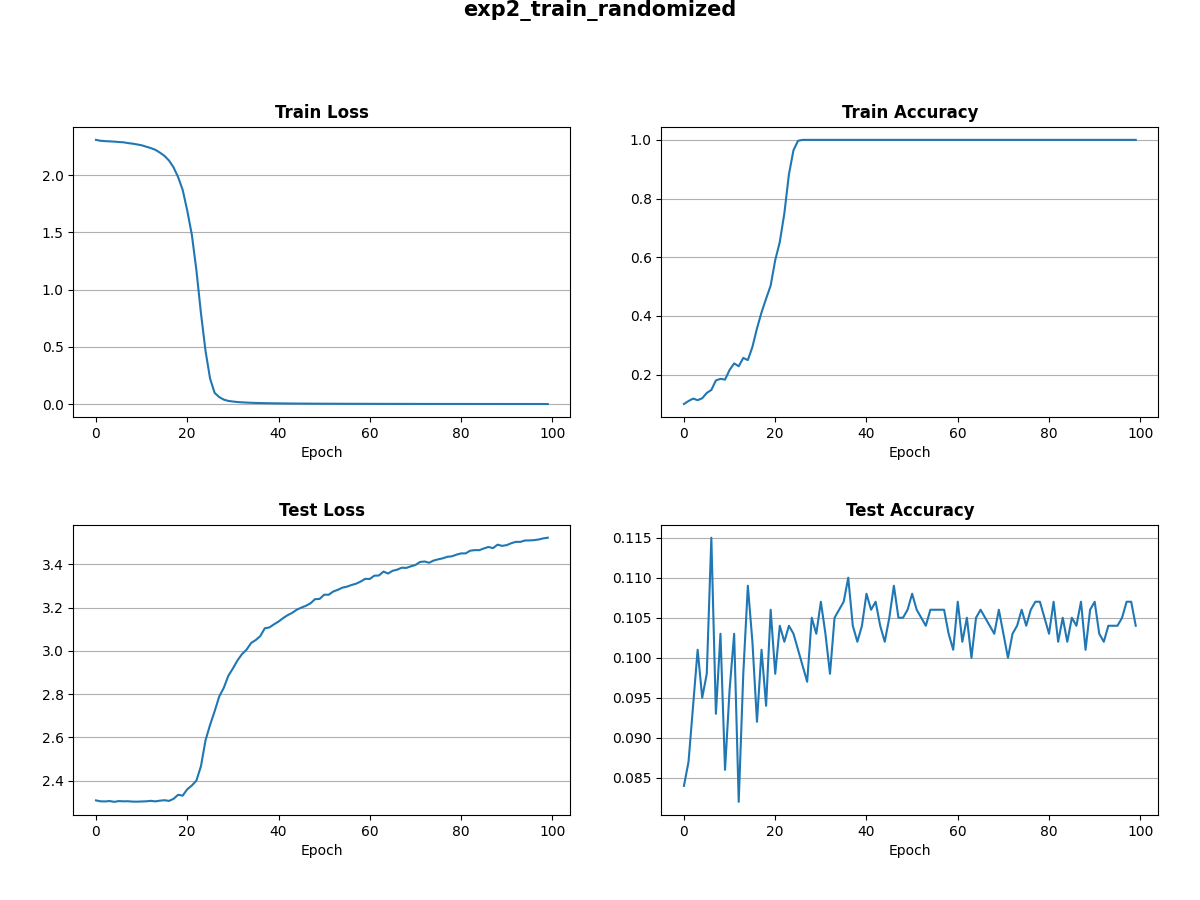 exp2_train_randomized
Train Loss
2.0
1.5
1.0
0.5
0.0
0 20 40 60 80 100
Epoch
Train Accuracy
1.0
0.8
0.6
0.4
0.2
0 20 40 60 80 100
Epoch
Test Loss
3.4
3.2
3.0
2.8
2.6
2.4
0 20 40 60 80 100
Epoch
Test Accuracy
0.115
0.110
0.105
0.100
0.095
0.090
0.085
0 20 40 60 80 100
Epoch